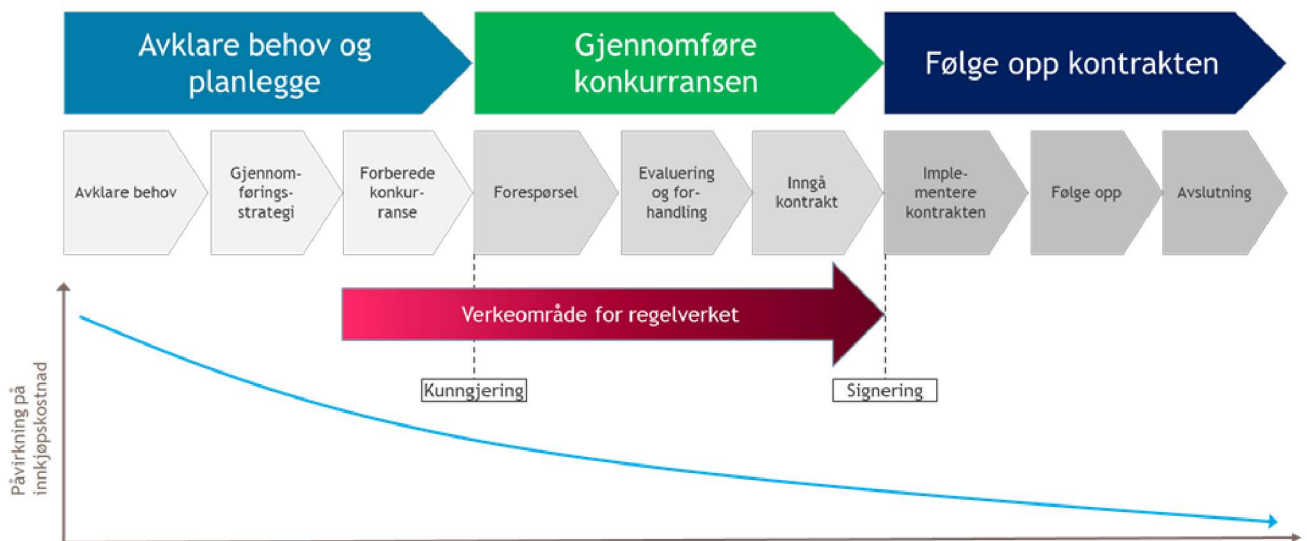 Avklare behov og
planlegge
Gjennomføre
konkurransen
Følge opp kontrakten
Avklare behov
Gjennom-
førings-
strategi
Forberede
konkur-
ranse
Forespørsel
Evaluering
og for-
handling
Inngå
kontrakt
Imple-
mentere
kontrakten
Følge opp
Avslutning
Verkeområde for regelverket
Kunngjering
Signering
Påvirkning på
innkjøpskostnad